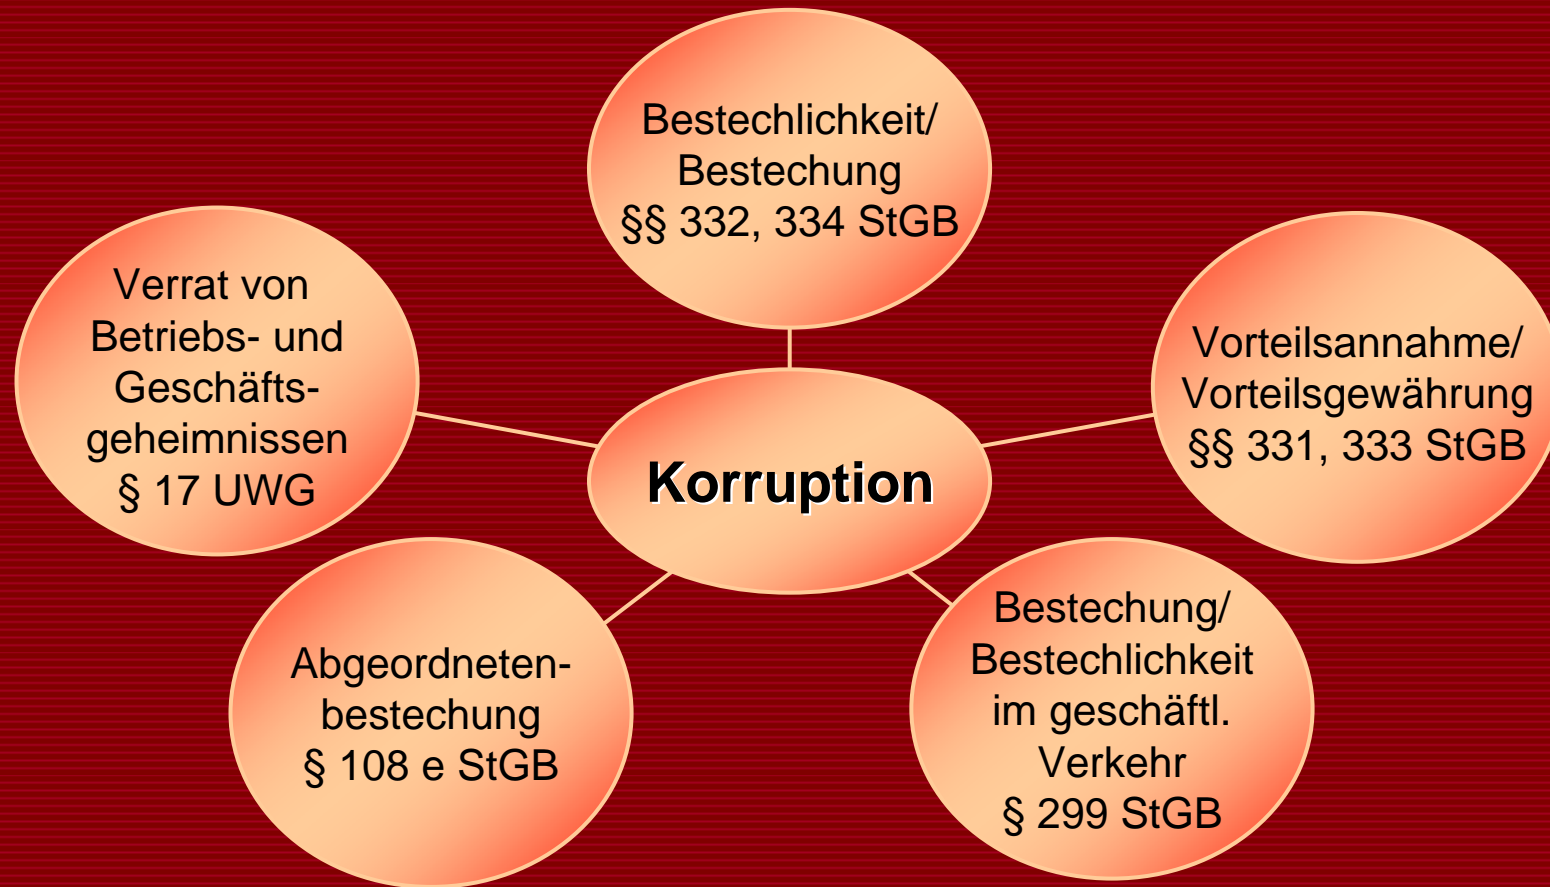 Bestechlichkeit/
Bestechung
§§ 332, 334 StGB
Verrat von
Betriebs- und
Geschäfts-
geheimnissen
§ 17 UWG
Vorteilsannahme/
Vorteilsgewährung
§§ 331, 333 StGB
Korruption
Abgeordneten-
bestechung
§ 108 e StGB
Bestechung/
Bestechlichkeit
im geschäftl.
Verkehr
§ 299 StGB